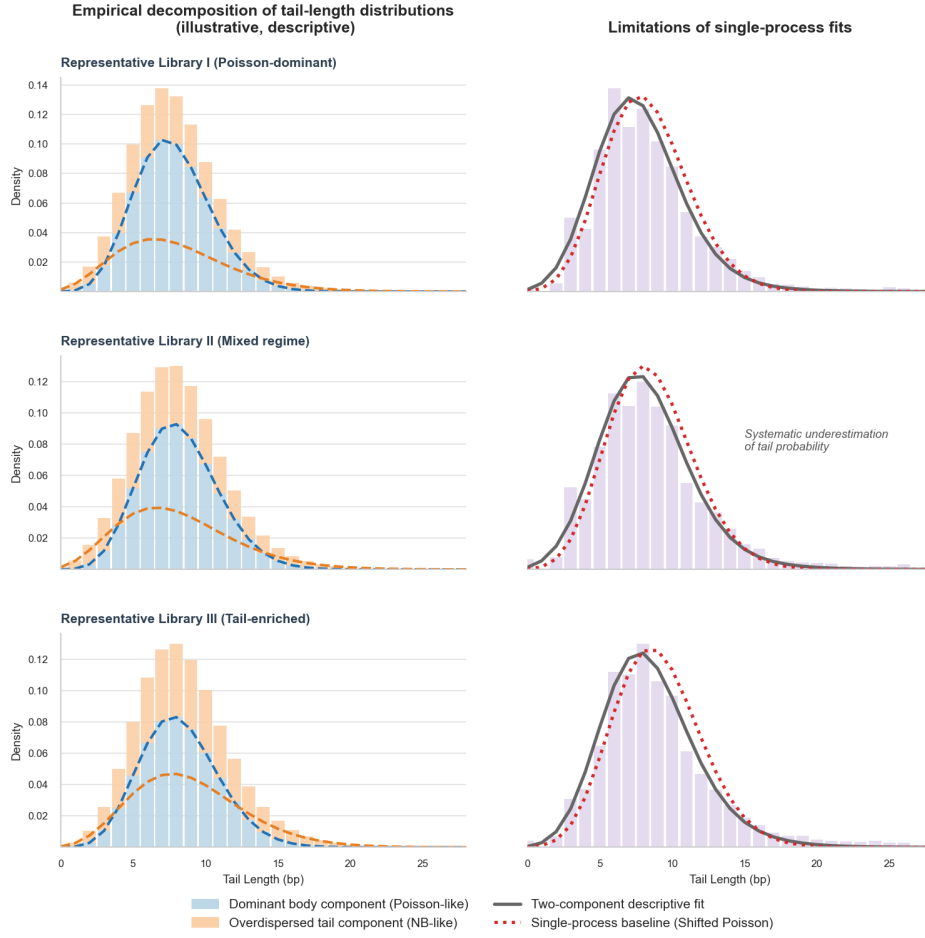 Empirical decomposition of tail-length distributions
(illustrative, descriptive)
Limitations of single-process fits
Representative Library I (Poisson-dominant)
0.14
0.12
0.10
0.08
0.06
0.04
0.02
Density
Representative Library II (Mixed regime)
0.12
0.10
0.08
0.06
0.04
0.02
Density
Systematic underestimation
of tail probability
Representative Library III (Tail-enriched)
0.12
0.10
0.08
0.06
0.04
0.02
Density
0 5 10 15 20 25
Tail Length (bp)
0 5 10 15 20 25
Tail Length (bp)
Dominant body component (Poisson-like)
Overdispersed tail component (NB-like)
Two-component descriptive fit
Single-process baseline (Shifted Poisson)